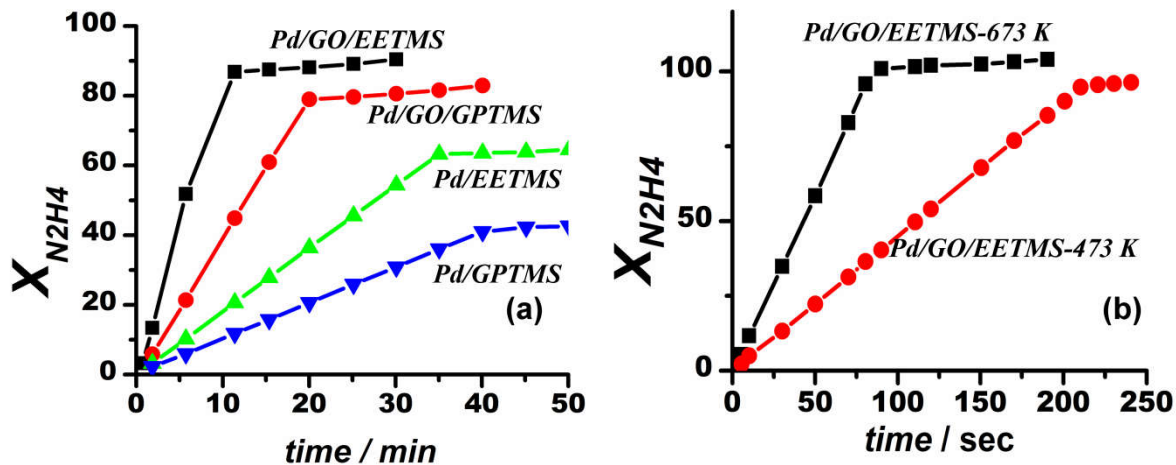 100
80
60
40
20
0
X N2H4
Pd/GO/EETMS
Pd/GO/GPTMS
Pd/EETMS
Pd/GPTMS
(a)
0 10 20 30 40 50
time / min
100
50
0
X N2H4
Pd/GO/EETMS-673 K
Pd/GO/EETMS-473 K
(b)
0 50 100 150 200 250
time / sec